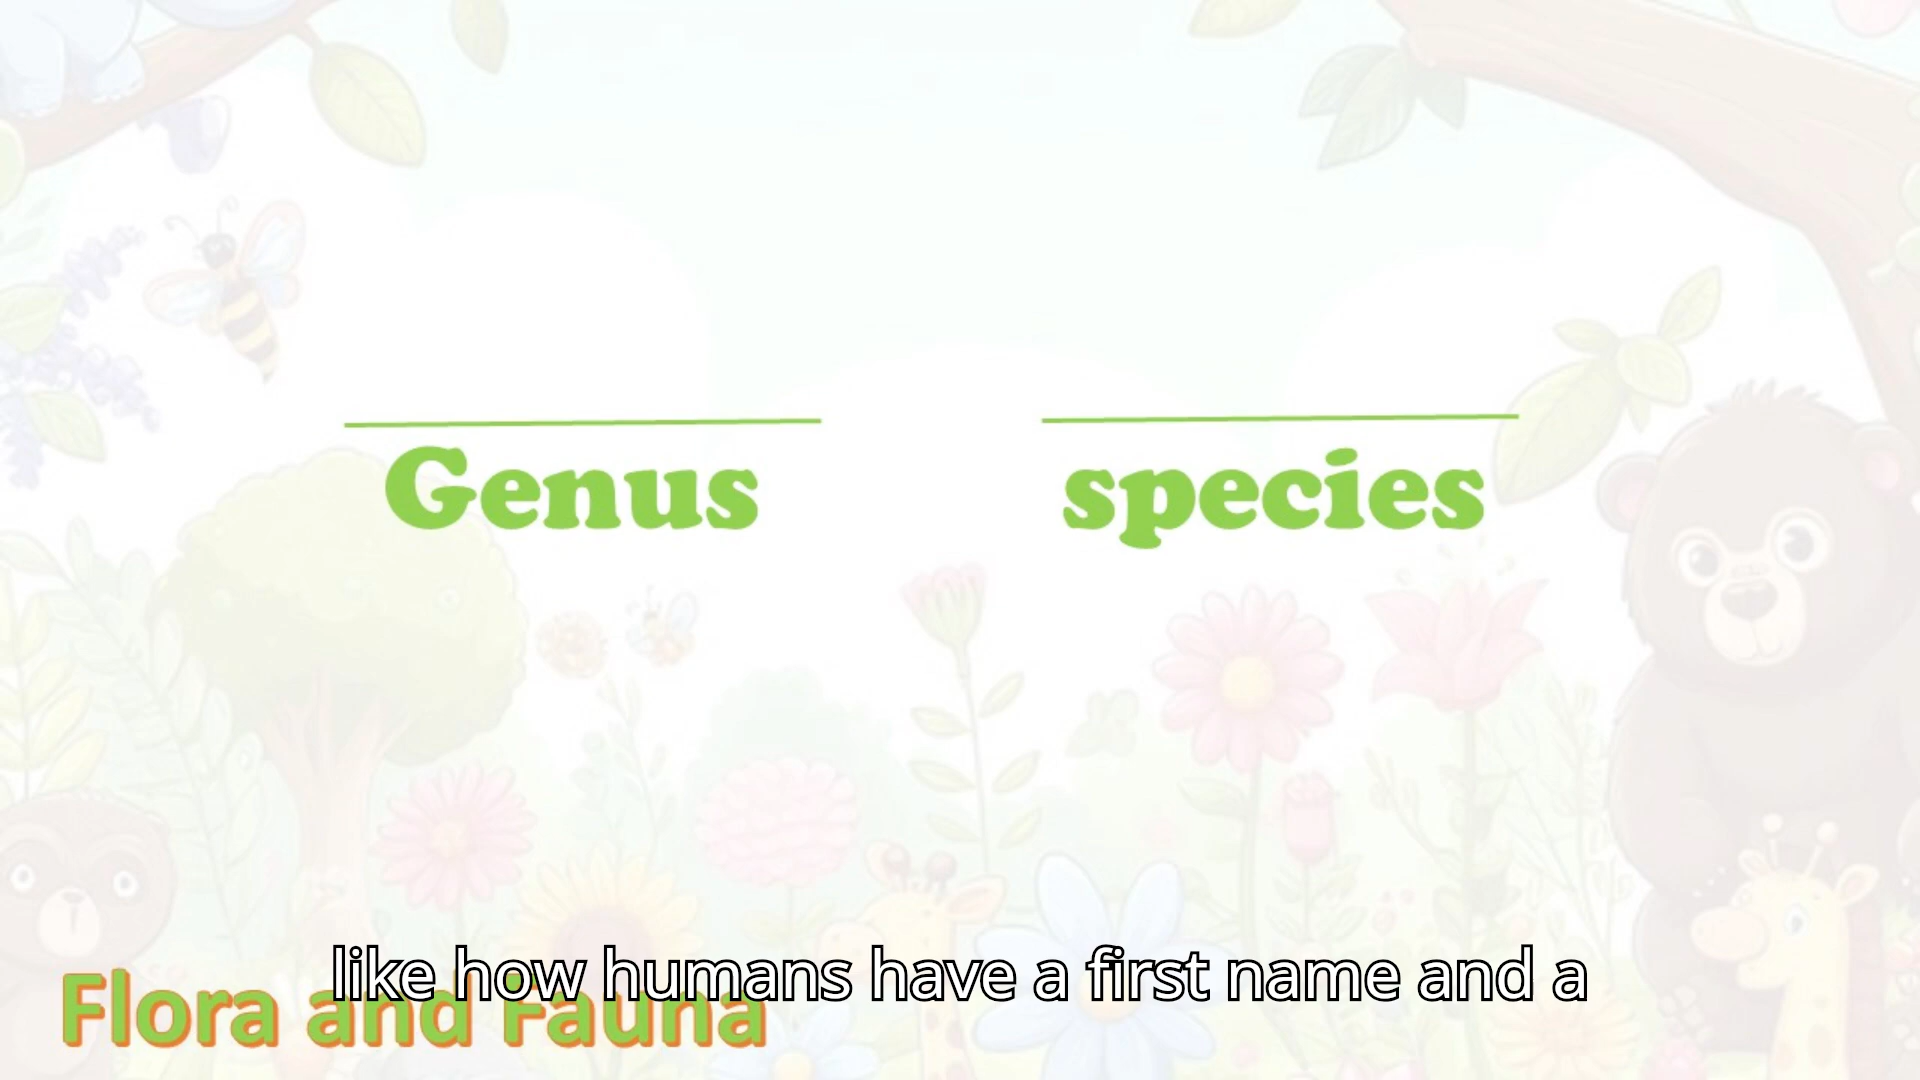 Genus species
like how humans have a first name and a
Flora and Fauna